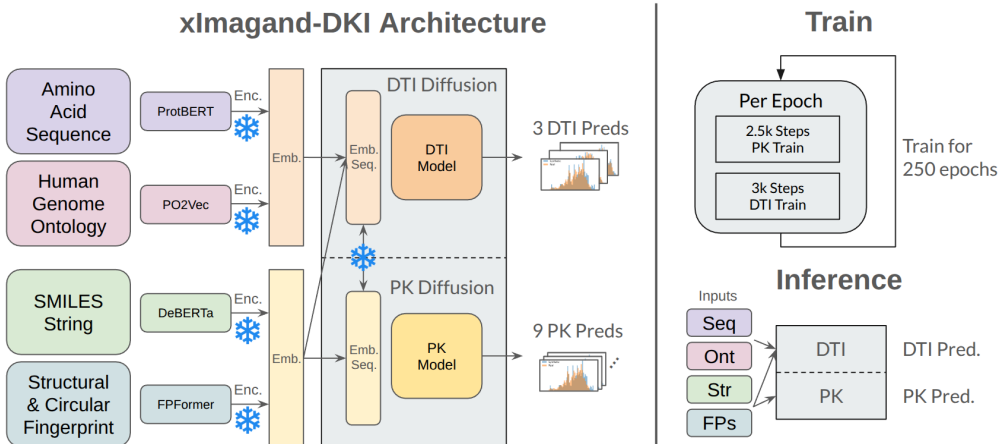 xImagand-DKI Architecture
Amino
Acid
Sequence
ProtBERT
Enc.
Human
Genome
Ontology
PO2Vec
Enc.
Emb.
SMILES
String
DeBERTa
Enc.
Structural
& Circular
Fingerprint
FPFormer
Enc.
Emb.
DTI Diffusion
Emb.
Seq.
DTI
Model
3 DTI Preds
PK Diffusion
Emb.
Seq.
PK
Model
9 PK Preds
Train
Per Epoch
2.5k Steps
PK Train
3k Steps
DTI Train
Train for
250 epochs
Inference
Inputs
Seq
Ont
Str
FPs
DTI
PK
DTI Pred.
PK Pred.